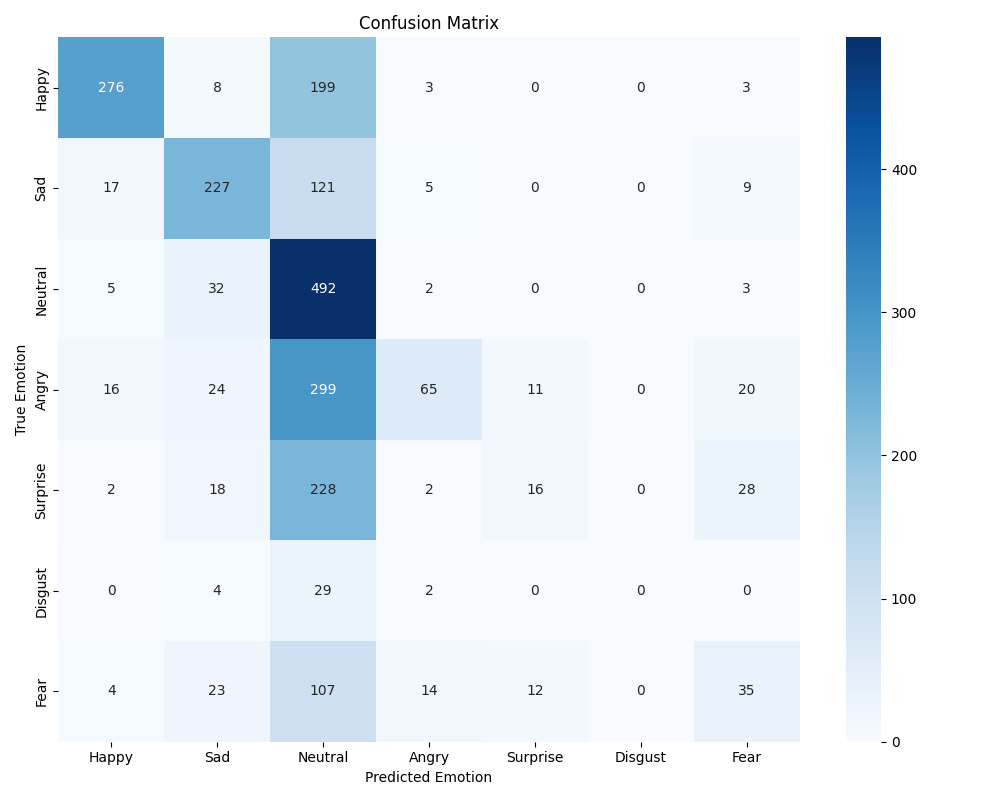 Confusion Matrix
Happy 276 8 199 3 0 0 3
Sad 17 227 121 5 0 0 9
Neutral 5 32 492 2 0 0 3
Angry 16 24 299 65 11 0 20
Surprise 2 18 228 2 16 0 28
Disgust 0 4 29 2 0 0 0
Fear 4 23 107 14 12 0 35
True Emotion
Happy Sad Neutral Angry Surprise Disgust Fear
Predicted Emotion
400
300
200
100
0